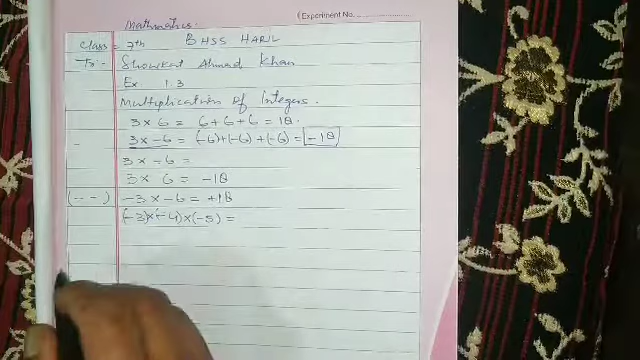 Mathematics.
(Experiment No.
Class = 7th BHSS HARIL
Tr :- Showkat Ahmad Khan
Ex 1.3
Multiplication of Integers.
3 x 6 = 6 + 6 + 6 = 18.
3 x -6 = (-6) + (-6) + (-6) = -18
3 x -6 =
3 x 6 = -18
(- -) -3 x -6 = +18
(-3) x (-4) x (-5) =